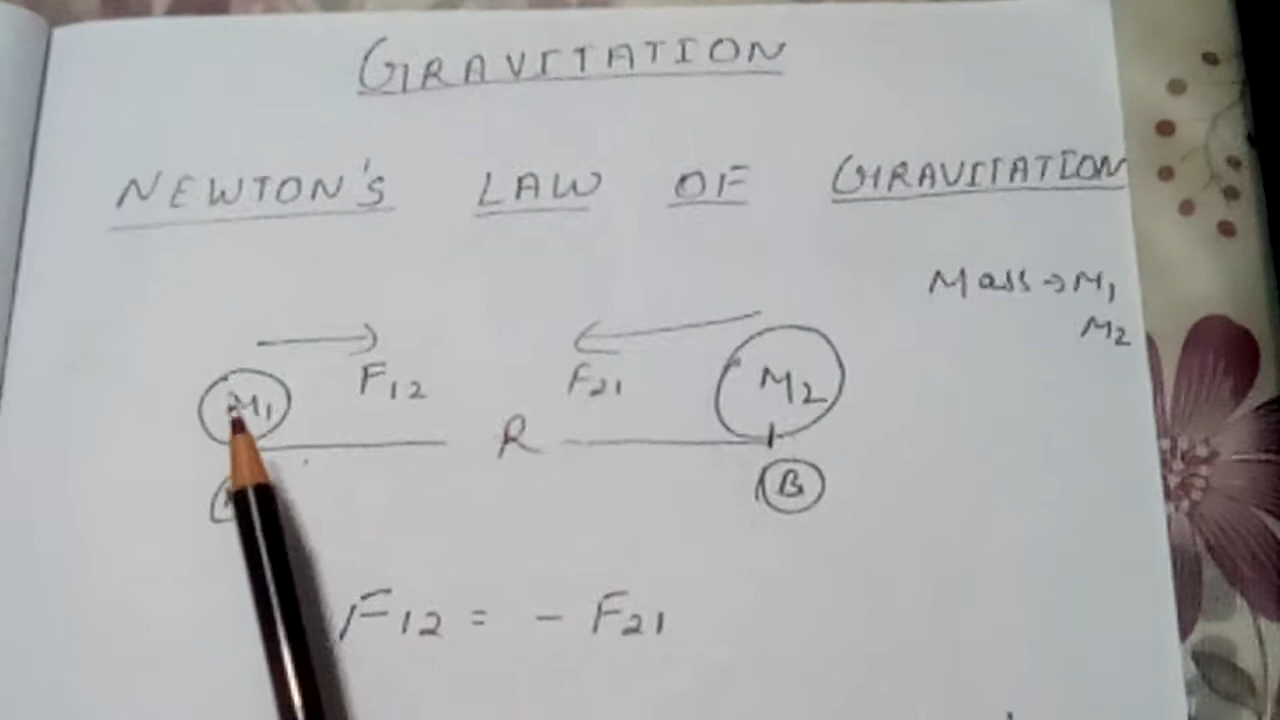 GRAVITATION
NEWTON'S LAW OF GRAVITATION
Mass → M1
M2
F12 F21
M1 M2
R
B
F12 = - F21